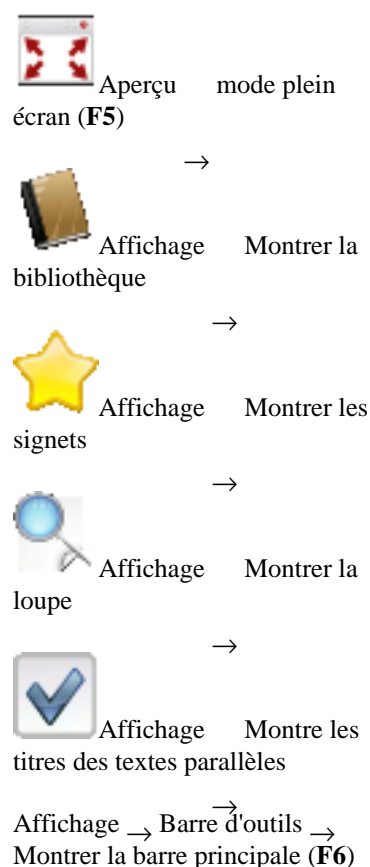 Aperçu → mode plein
écran (F5)
Affichage → Montrer la
bibliothèque
Affichage → Montrer les
signets
Affichage → Montrer la
loupe
Affichage → Montre les
titres des textes parallèles
Affichage → Barre d'outils →
Montrer la barre principale (F6)